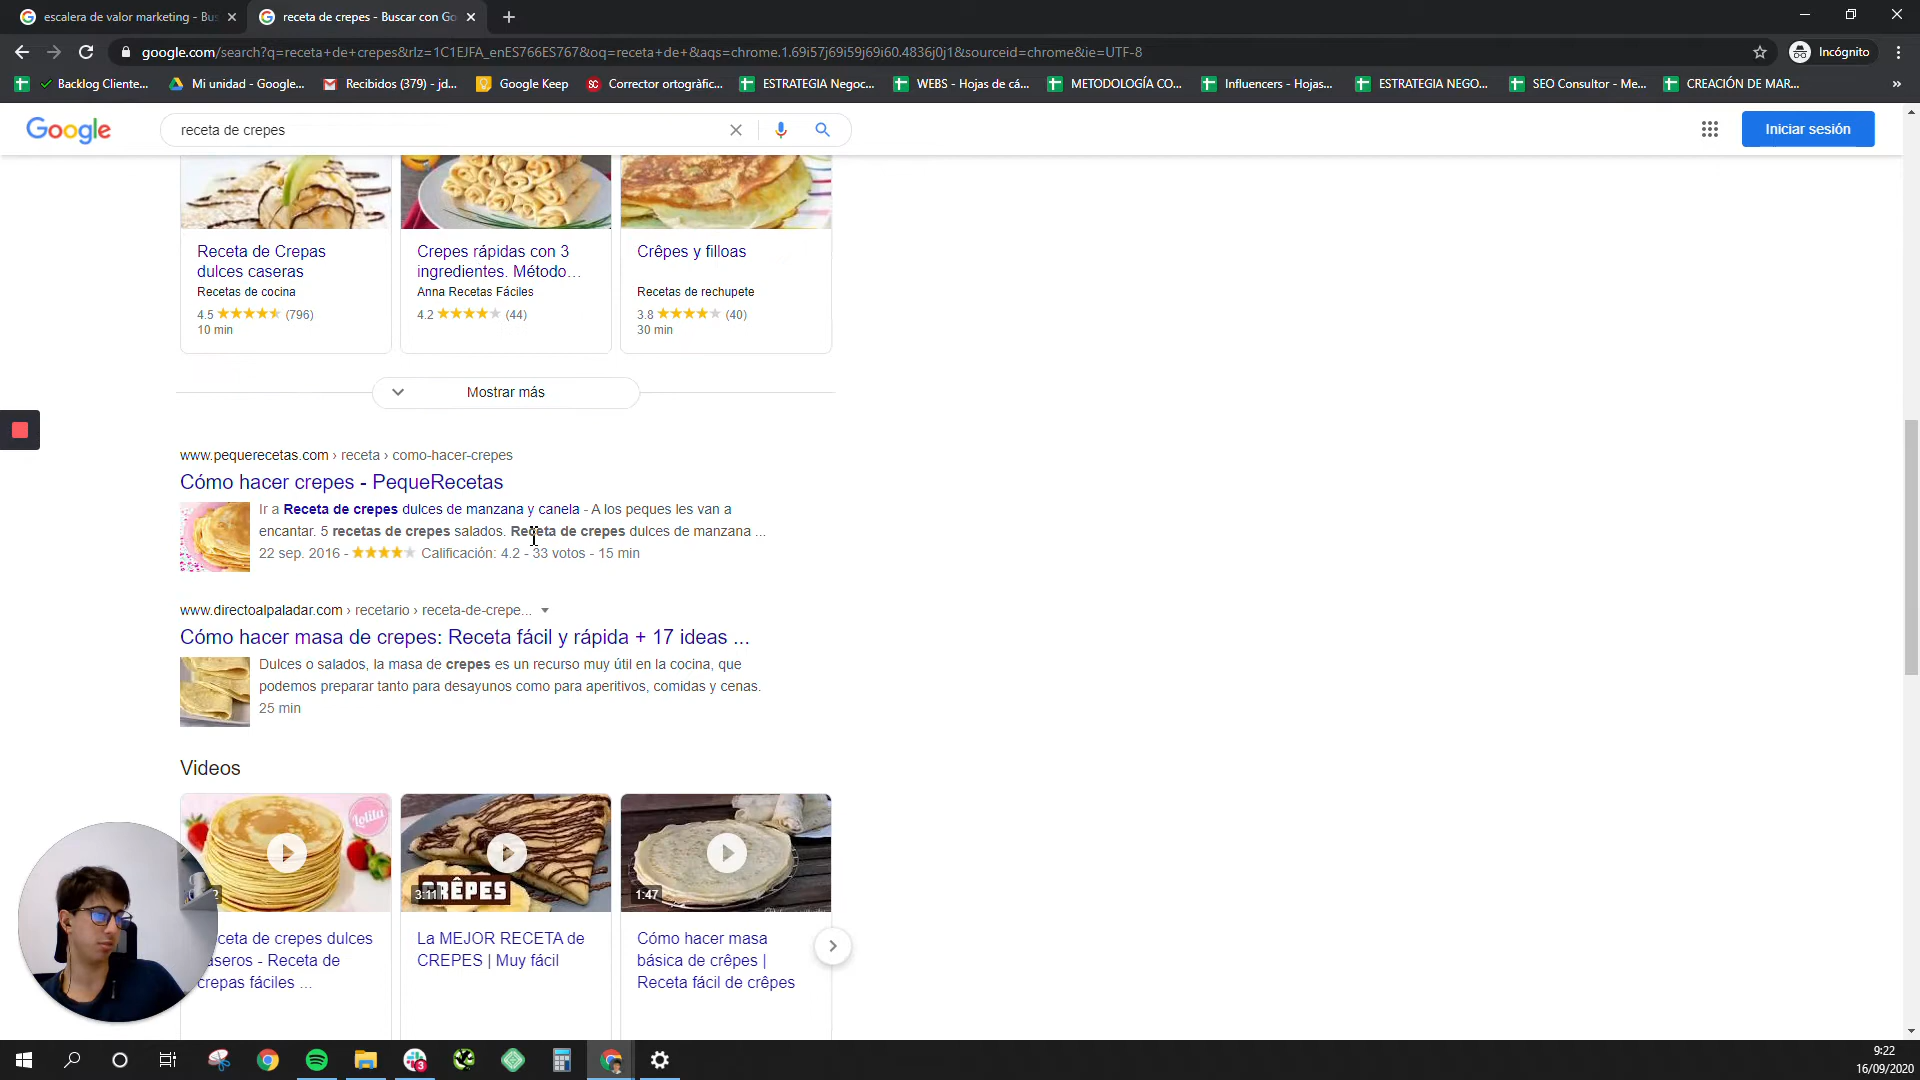 escalera de valor marketing - Bus
receta de crepes - Buscar con Go
google.com/search?q=receta+de+crepes&rlz=1C1EJFA_enES766ES767&oq=receta+de+&aqs=chrome.1.69i57j69i59j69i60.4836j0j1&sourceid=chrome&ie=UTF-8
Incógnito
Backlog Cliente...
Mi unidad - Google...
Recibidos (379) - jd...
Google Keep
SC
Corrector ortogràfic...
ESTRATEGIA Negoc...
WEBS - Hojas de cá...
METODOLOGÍA CO...
Influencers - Hojas...
ESTRATEGIA NEGO...
SEO Consultor - Me...
CREACIÓN DE MAR...
»
Google
receta de crepes
Iniciar sesión
Receta de Crepas
dulces caseras
Recetas de cocina
4.5 ★★★★★ (796)
10 min
Crepes rápidas con 3
ingredientes. Método...
Anna Recetas Fáciles
4.2 ★★★★★ (44)
Crêpes y filloas
Recetas de rechupete
3.8 ★★★★★ (40)
30 min
Mostrar más
www.pequerecetas.com › receta › como-hacer-crepes
Cómo hacer crepes - PequeRecetas
Ir a Receta de crepes dulces de manzana y canela - A los peques les van a
encantar. 5 recetas de crepes salados. Receta de crepes dulces de manzana ...
22 sep. 2016 - ★★★★★ Calificación: 4.2 - 33 votos - 15 min
www.directoalpaladar.com › recetario › receta-de-crepe...
Cómo hacer masa de crepes: Receta fácil y rápida + 17 ideas ...
Dulces o salados, la masa de crepes es un recurso muy útil en la cocina, que
podemos preparar tanto para desayunos como para aperitivos, comidas y cenas.
25 min
Videos
Lolita
2
3:11
CRÊPES
1:47
ceta de crepes dulces
aseros - Receta de
crepas fáciles ...
La MEJOR RECETA de
CREPES | Muy fácil
Cómo hacer masa
básica de crêpes |
Receta fácil de crêpes
3
9:22
16/09/2020